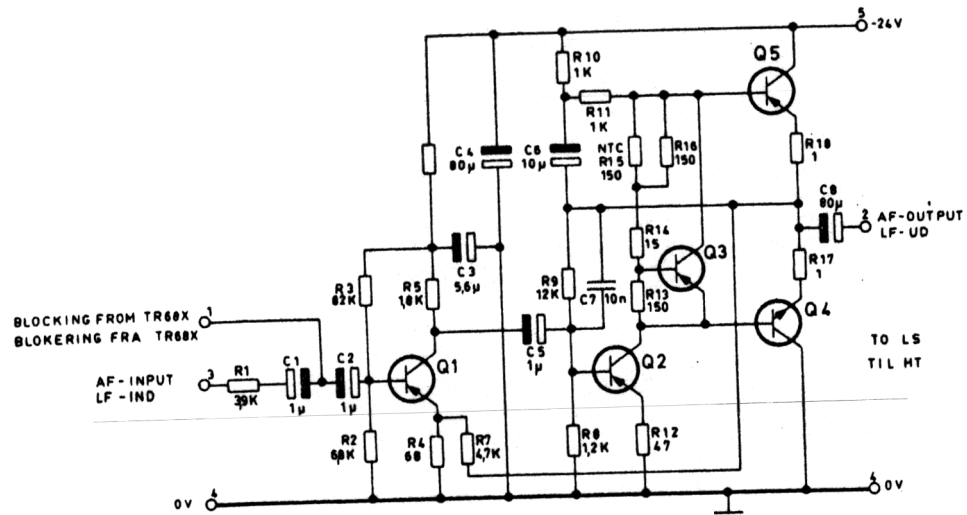 5
-24V
R10
1K
Q5
R11
1K
C4
80µ
C6
10µ
NTC
R15
150
R16
150
R18
1
C8
80µ
2
AF-OUTPUT
LF-UD
R14
15
Q3
R17
1
C3
5,6µ
R3
82K
R5
1,8K
R9
12K
C7
10n
R13
150
Q4
1
BLOCKING FROM TR68X
BLOKERING FRA TR68X
C5
1µ
TO LS
TIL HT
3
AF-INPUT
LF-IND
R1
3,9K
C1
1µ
C2
1µ
Q1
Q2
R2
6,8K
R4
68
R7
4,7K
R8
1,2K
R12
47
0V
4
4
0V